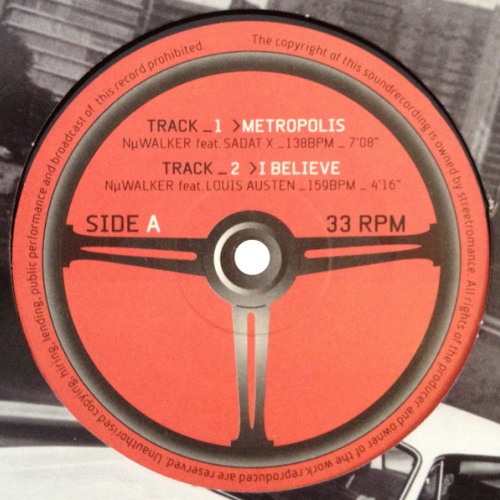 TRACK _1 >METROPOLIS
NμWALKER feat. SADAT X _138BPM _ 7'08"
TRACK _2 >I BELIEVE
NμWALKER feat. LOUIS AUSTEN _159BPM _ 4'16"
SIDE A
33 RPM
The copyright of this soundrecording is owned by streetromance. All rights of the producer and owner of the work reproduced are reserved. Unauthorised copying, hiring, lending, public performance and broadcast of this record prohibited.